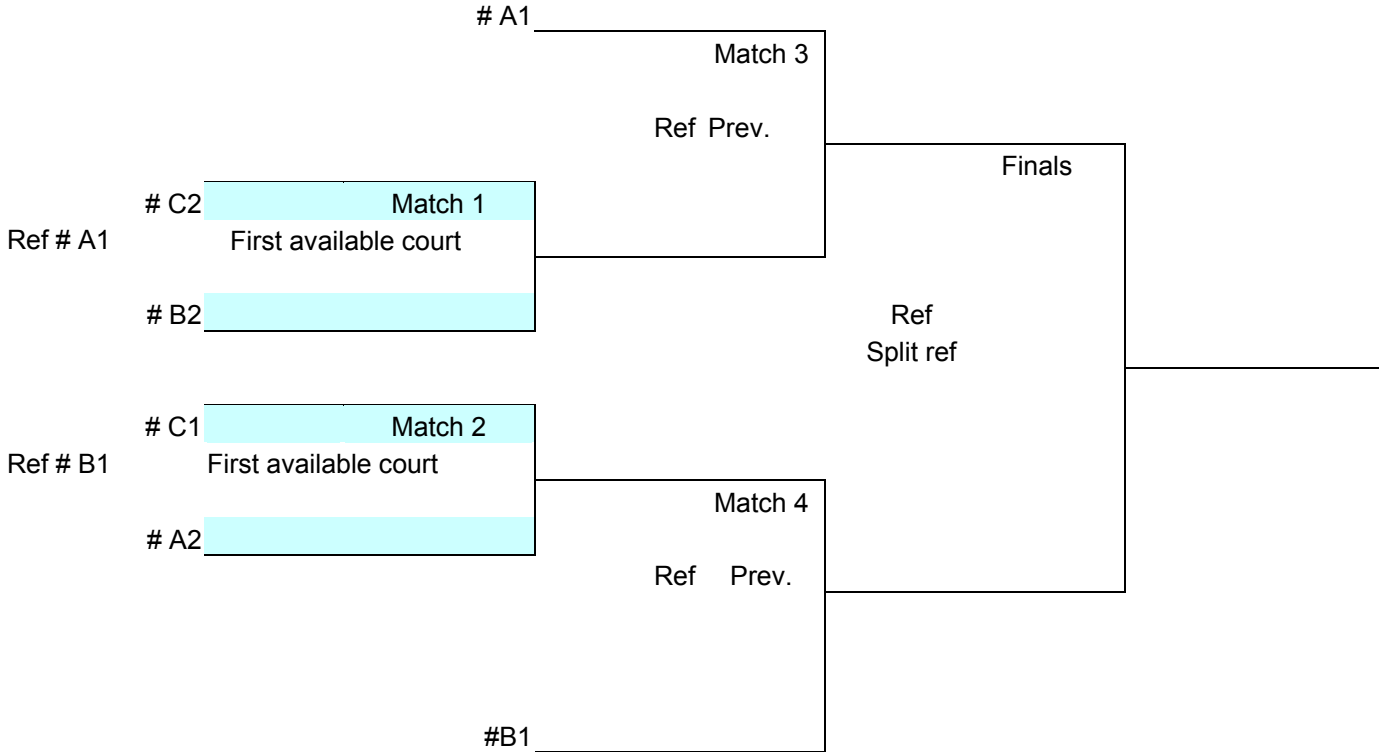 # A1
Match 3
Ref Prev.
Finals
# C2 Match 1
Ref # A1 First available court
# B2
Ref
Split ref
# C1 Match 2
Ref # B1 First available court
Match 4
# A2
Ref Prev.
#B1